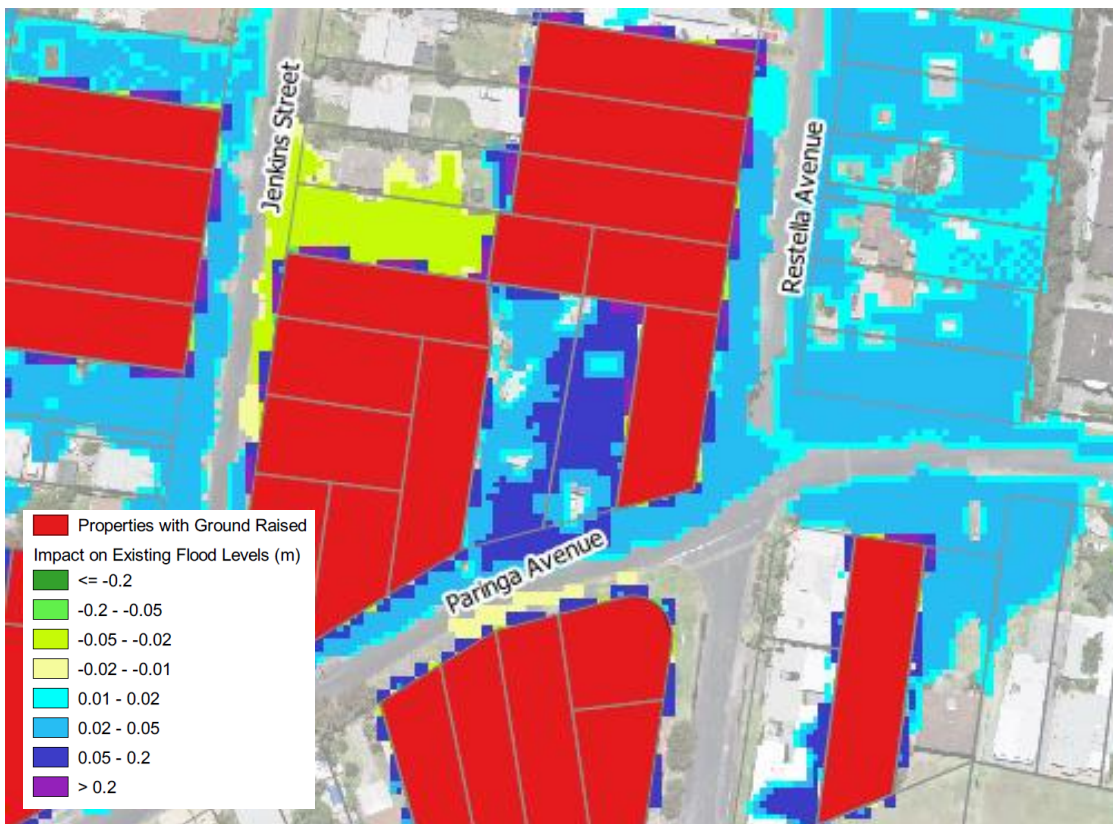 Jenkins Street
Restella Avenue
Paringa Avenue
Properties with Ground Raised
Impact on Existing Flood Levels (m)
<= -0.2
-0.2 - -0.05
-0.05 - -0.02
-0.02 - -0.01
0.01 - 0.02
0.02 - 0.05
0.05 - 0.2
> 0.2